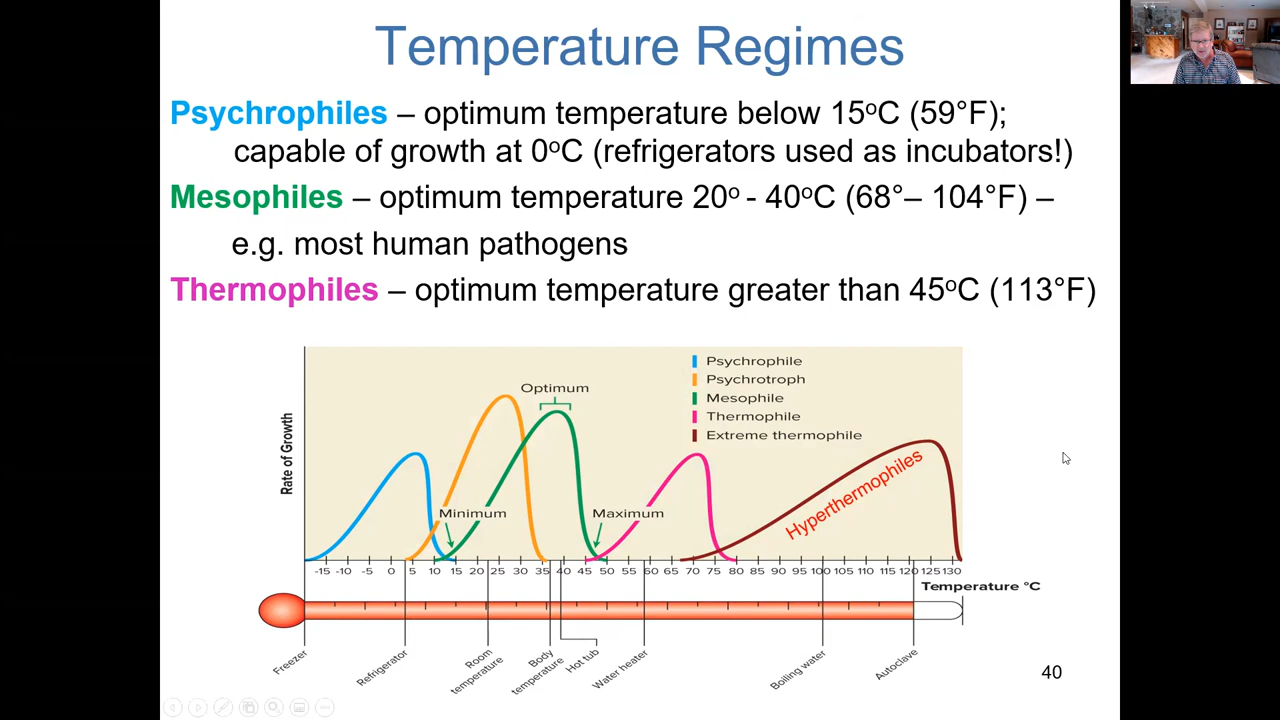 Temperature Regimes
Psychrophiles – optimum temperature below 15ºC (59°F);
capable of growth at 0ºC (refrigerators used as incubators!)
Mesophiles – optimum temperature 20º - 40ºC (68°– 104°F) –
e.g. most human pathogens
Thermophiles – optimum temperature greater than 45ºC (113°F)
Psychrophile
Psychrotroph
Mesophile
Thermophile
Extreme thermophile
Optimum
Rate of Growth
Minimum
Maximum
Hyperthermophiles
-15 -10 -5 0 5 10 15 20 25 30 35 40 45 50 55 60 65 70 75 80 85 90 95 100 105 110 115 120 125 130
Temperature °C
Freezer
Refrigerator
Room
temperature
Body
temperature
Hot tub
Water heater
Boiling water
Autoclave
40